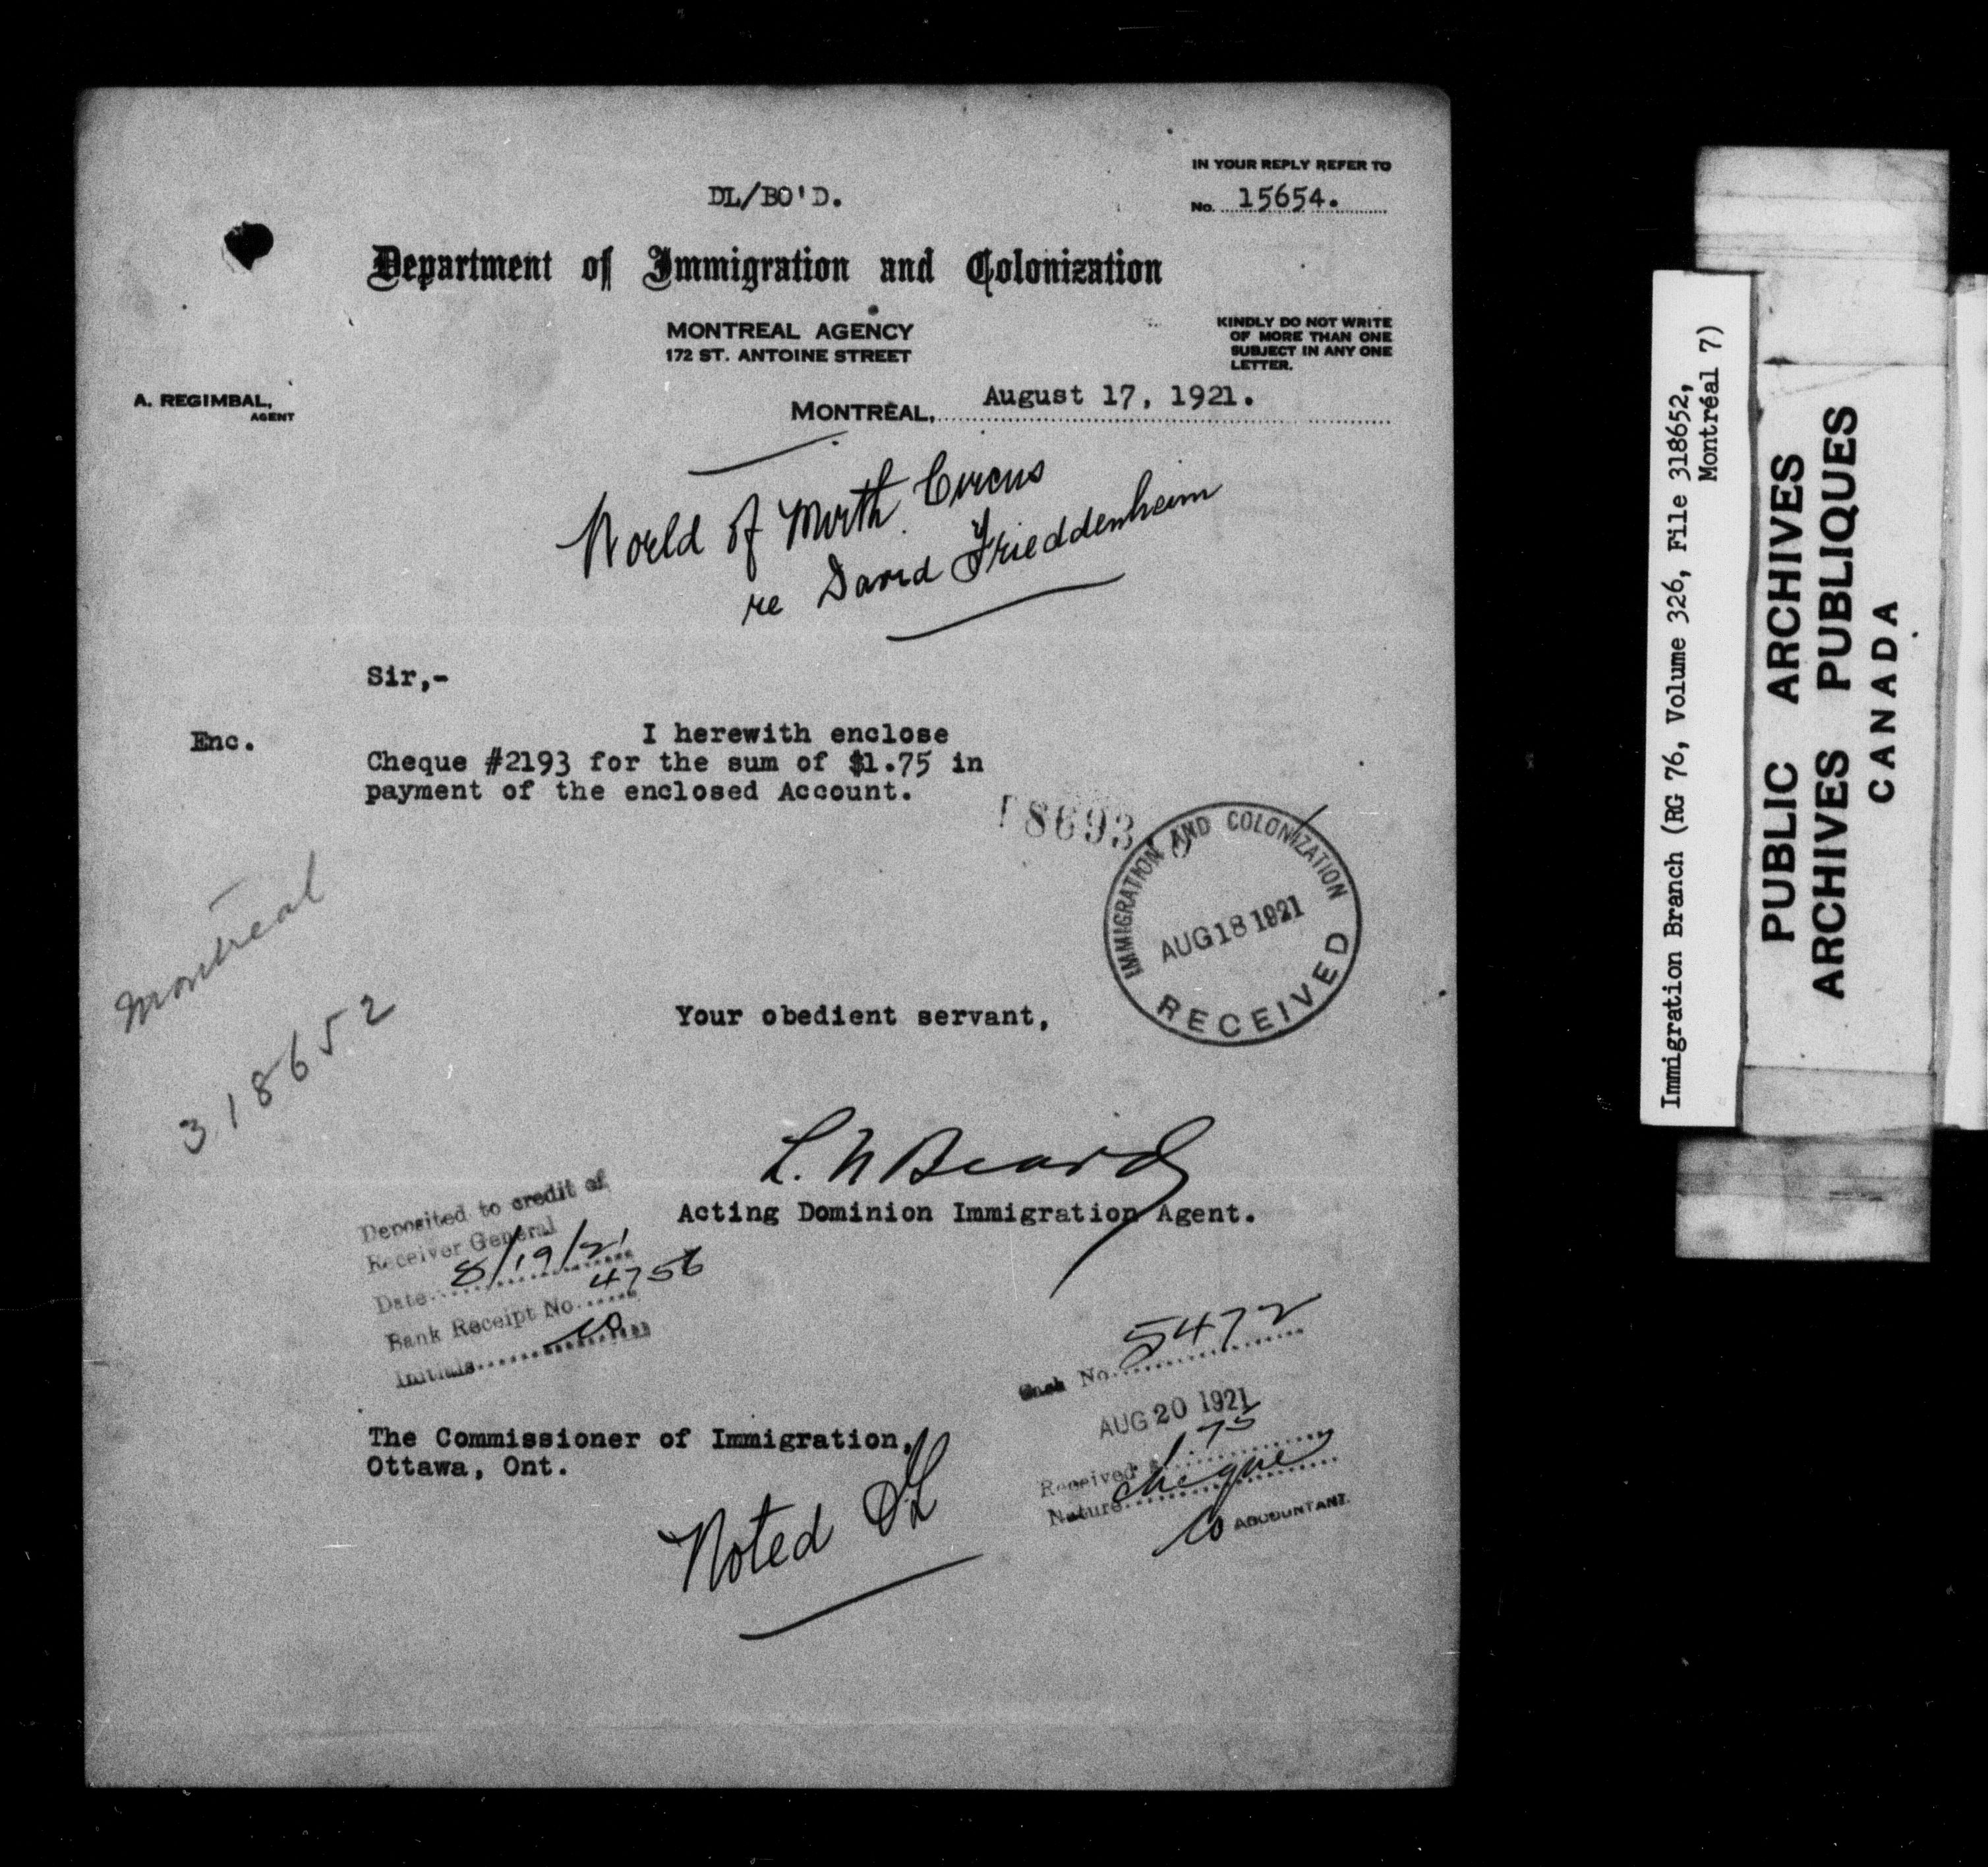 IN YOUR REPLY REFER TO
DL/BO'D.
No. 15654.
Department of Immigration and Colonization
MONTREAL AGENCY
172 ST. ANTOINE STREET
KINDLY DO NOT WRITE
OF MORE THAN ONE
SUBJECT IN ANY ONE
LETTER.
A. REGIMBAL,
AGENT
MONTREAL, August 17, 1921.
World of Mirth Circus
re David Frieddenheim
Sir,-
Enc.
I herewith enclose
Cheque #2193 for the sum of $1.75 in
payment of the enclosed Account.
18693
IMMIGRATION AND COLONIZATION
AUG 18 1921
RECEIVED
Montreal
318652
Your obedient servant,
L. N Beard
Acting Dominion Immigration Agent.
Deposited to credit of
Receiver General
Date 8/19/21
Bank Receipt No. 4756
Initials
Cash No. 5472
AUG 20 1921
Received $ 1.75
Nature cheque
ACCOUNTANT.
The Commissioner of Immigration,
Ottawa, Ont.
Noted
Immigration Branch (RG 76, Volume 326, File 318652,
Montréal 7)
PUBLIC ARCHIVES
ARCHIVES PUBLIQUES
CANADA